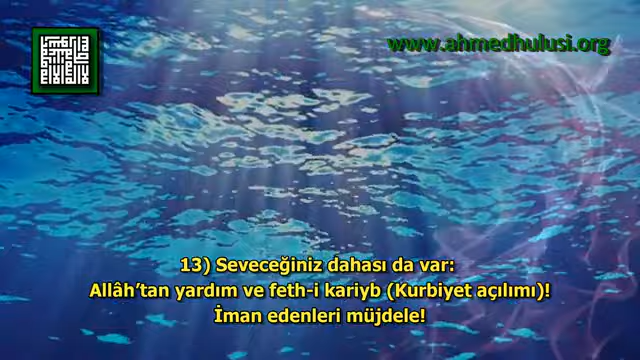 www.ahmedhulusi.org
13) Seveceğiniz dahası da var:
Allâh’tan yardım ve feth-i kariyb (Kurbiyet açılımı)!
İman edenleri müjdele!